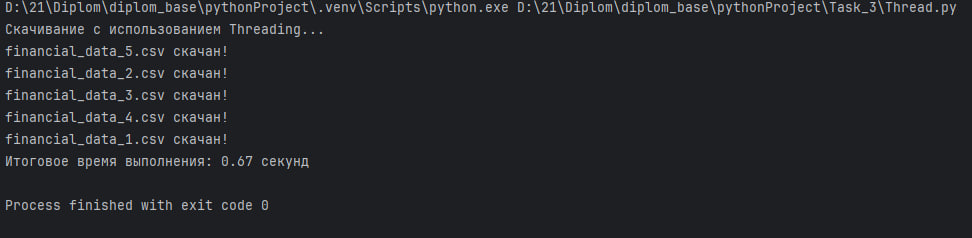 D:\21\Diplom\diplom_base\pythonProject\.venv\Scripts\python.exe D:\21\Diplom\diplom_base\pythonProject\Task_3\Thread.py
Скачивание с использованием Threading...
financial_data_5.csv скачан!
financial_data_2.csv скачан!
financial_data_3.csv скачан!
financial_data_4.csv скачан!
financial_data_1.csv скачан!
Итоговое время выполнения: 0.67 секунд
Process finished with exit code 0